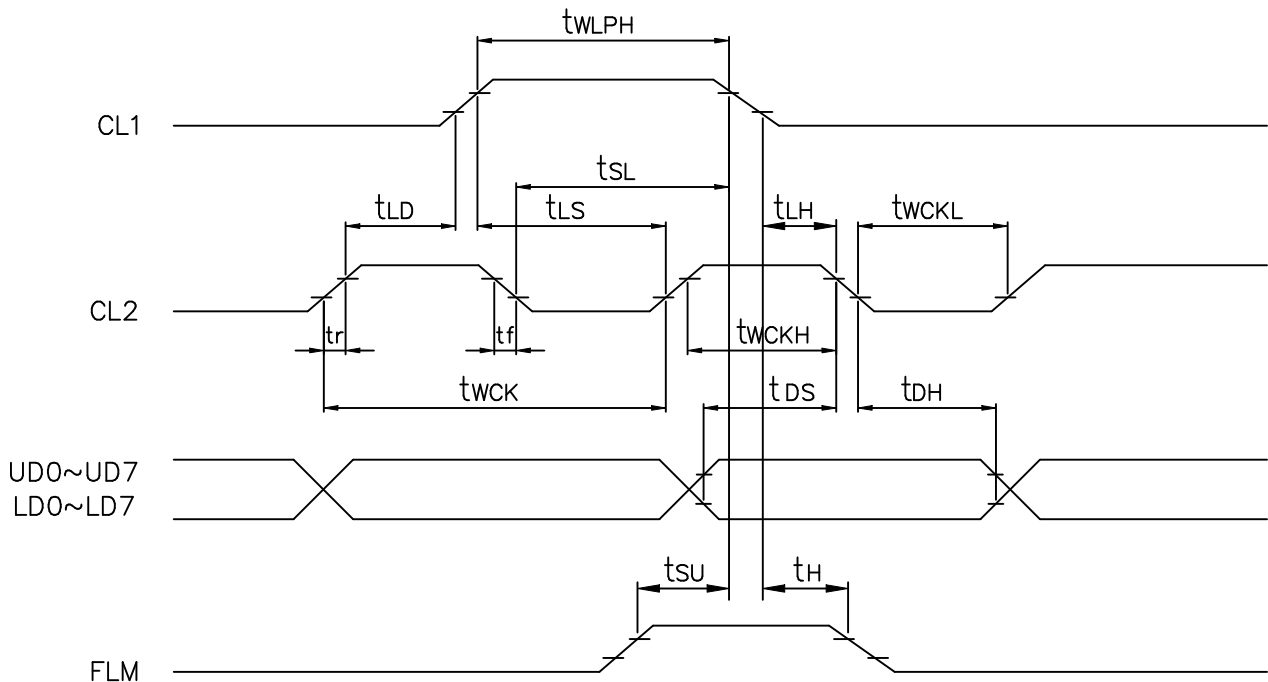 tWLPH
CL1
tSL
tLD
tLS
tLH
tWCKL
CL2
tr
tf
tWCKH
tWCK
tDS
tDH
UD0~UD7
LD0~LD7
tSU
tH
FLM